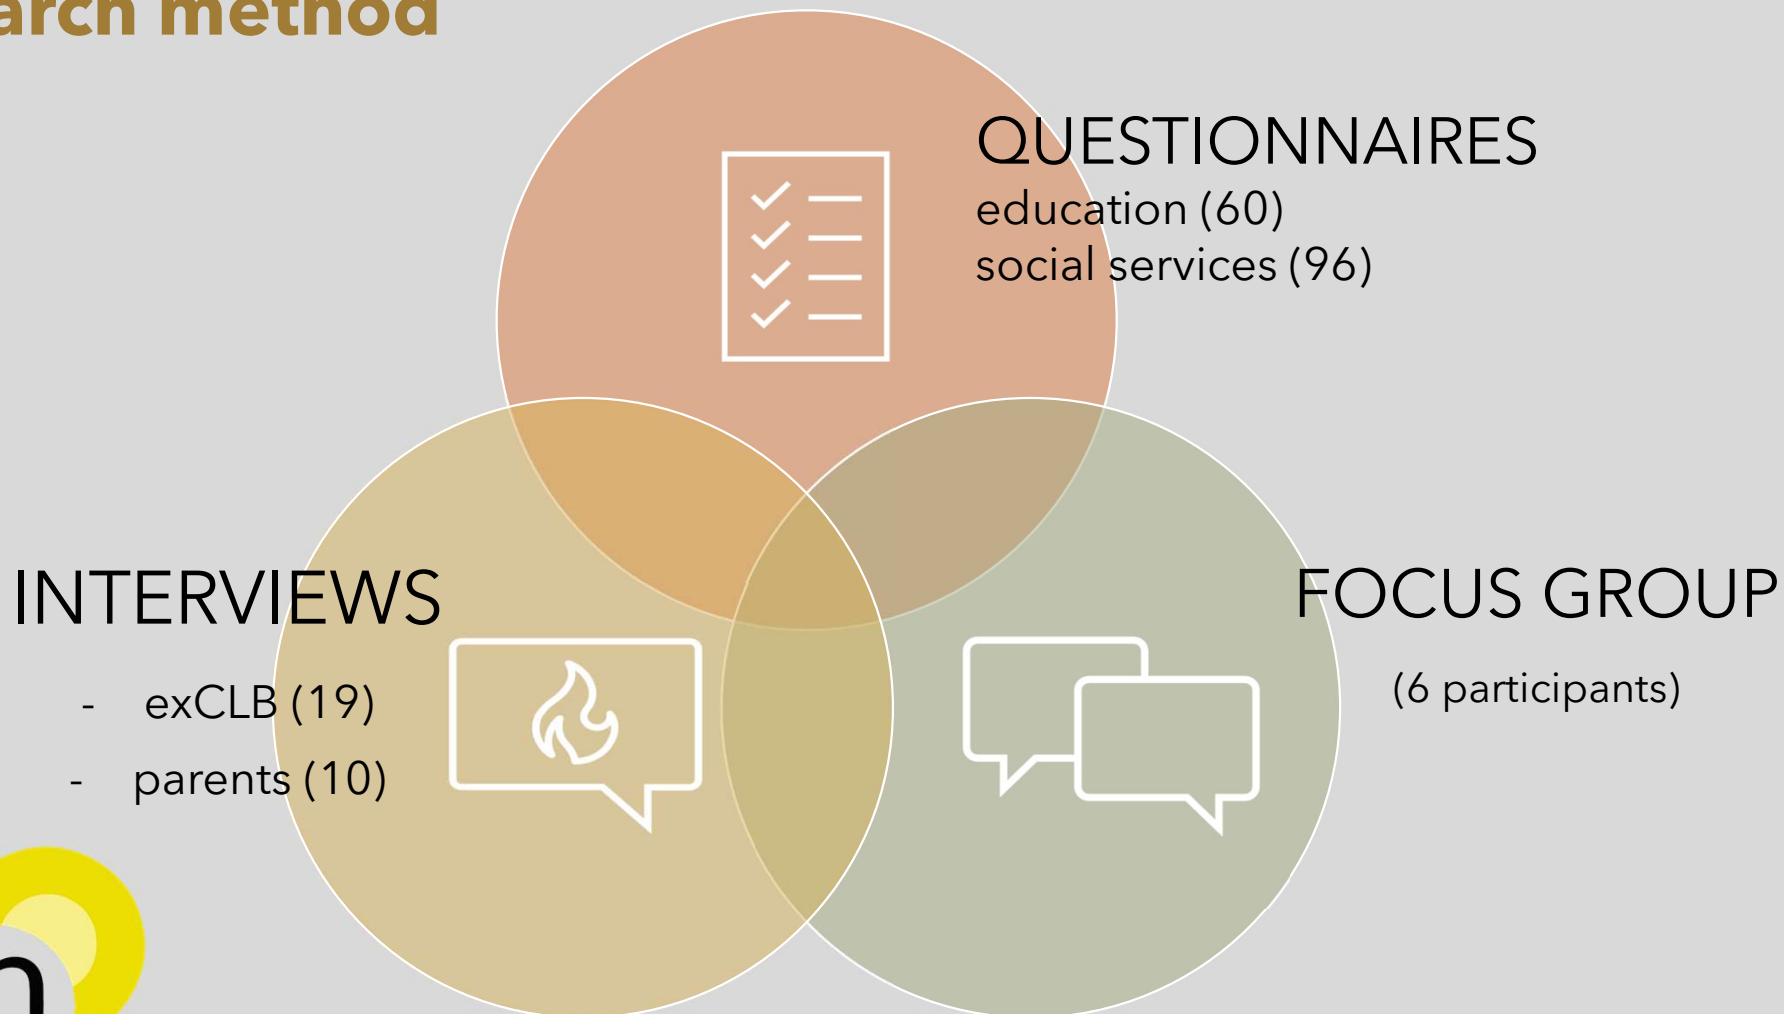 arch method
QUESTIONNAIRES
education (60)
social services (96)
INTERVIEWS
- exCLB (19)
- parents (10)
FOCUS GROUP
(6 participants)